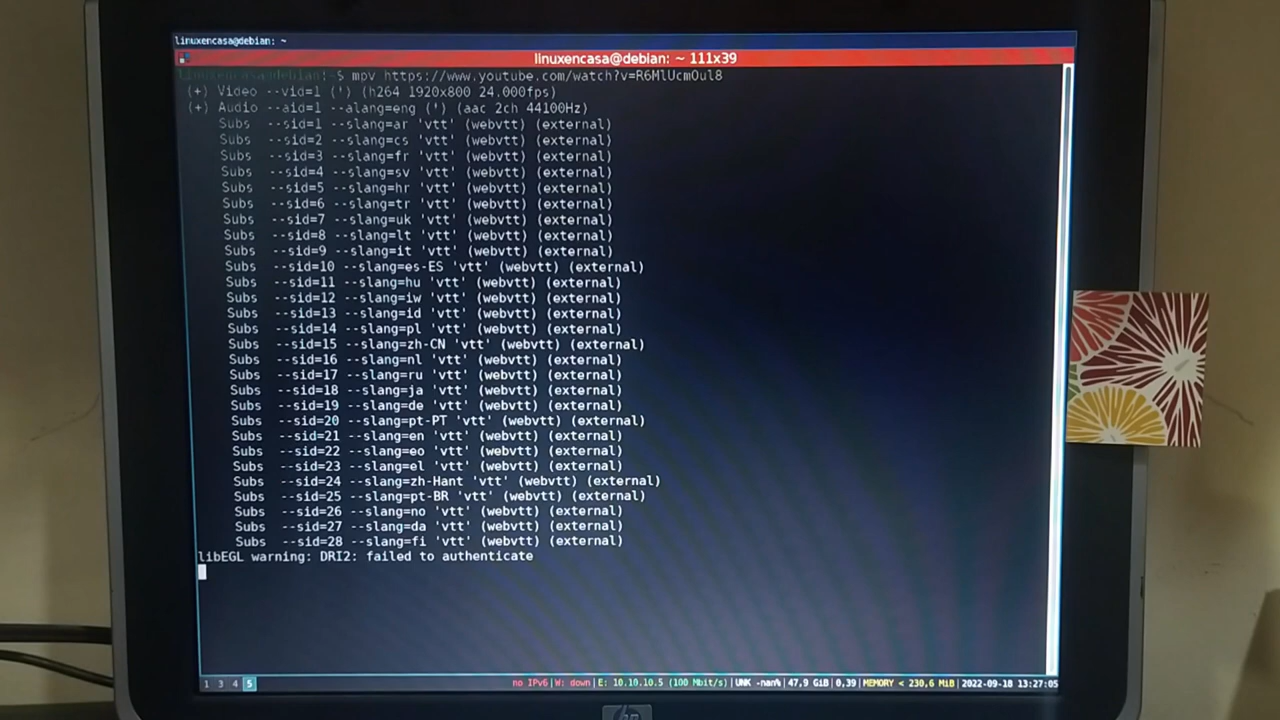 linuxencasa@debian: ~
linuxencasa@debian: ~ 111x39
linuxencasa@debian:~$ mpv https://www.youtube.com/watch?v=R6MlUcmOul8
(+) Video --vid=1 (*) (h264 1920x800 24.000fps)
(+) Audio --aid=1 --alang=eng (*) (aac 2ch 44100Hz)
Subs --sid=1 --slang=ar 'vtt' (webvtt) (external)
Subs --sid=2 --slang=cs 'vtt' (webvtt) (external)
Subs --sid=3 --slang=fr 'vtt' (webvtt) (external)
Subs --sid=4 --slang=sv 'vtt' (webvtt) (external)
Subs --sid=5 --slang=hr 'vtt' (webvtt) (external)
Subs --sid=6 --slang=tr 'vtt' (webvtt) (external)
Subs --sid=7 --slang=uk 'vtt' (webvtt) (external)
Subs --sid=8 --slang=lt 'vtt' (webvtt) (external)
Subs --sid=9 --slang=it 'vtt' (webvtt) (external)
Subs --sid=10 --slang=es-ES 'vtt' (webvtt) (external)
Subs --sid=11 --slang=hu 'vtt' (webvtt) (external)
Subs --sid=12 --slang=iw 'vtt' (webvtt) (external)
Subs --sid=13 --slang=id 'vtt' (webvtt) (external)
Subs --sid=14 --slang=pl 'vtt' (webvtt) (external)
Subs --sid=15 --slang=zh-CN 'vtt' (webvtt) (external)
Subs --sid=16 --slang=nl 'vtt' (webvtt) (external)
Subs --sid=17 --slang=ru 'vtt' (webvtt) (external)
Subs --sid=18 --slang=ja 'vtt' (webvtt) (external)
Subs --sid=19 --slang=de 'vtt' (webvtt) (external)
Subs --sid=20 --slang=pt-PT 'vtt' (webvtt) (external)
Subs --sid=21 --slang=en 'vtt' (webvtt) (external)
Subs --sid=22 --slang=eo 'vtt' (webvtt) (external)
Subs --sid=23 --slang=el 'vtt' (webvtt) (external)
Subs --sid=24 --slang=zh-Hant 'vtt' (webvtt) (external)
Subs --sid=25 --slang=pt-BR 'vtt' (webvtt) (external)
Subs --sid=26 --slang=no 'vtt' (webvtt) (external)
Subs --sid=27 --slang=da 'vtt' (webvtt) (external)
Subs --sid=28 --slang=fi 'vtt' (webvtt) (external)
libEGL warning: DRI2: failed to authenticate
1 3 4 5 no IPv6|W: down|E: 10.10.10.5 (100 Mbit/s)|UNK -nan%|47,9 GiB|0,39|MEMORY < 230,6 MiB|2022-09-18 13:27:05
hp